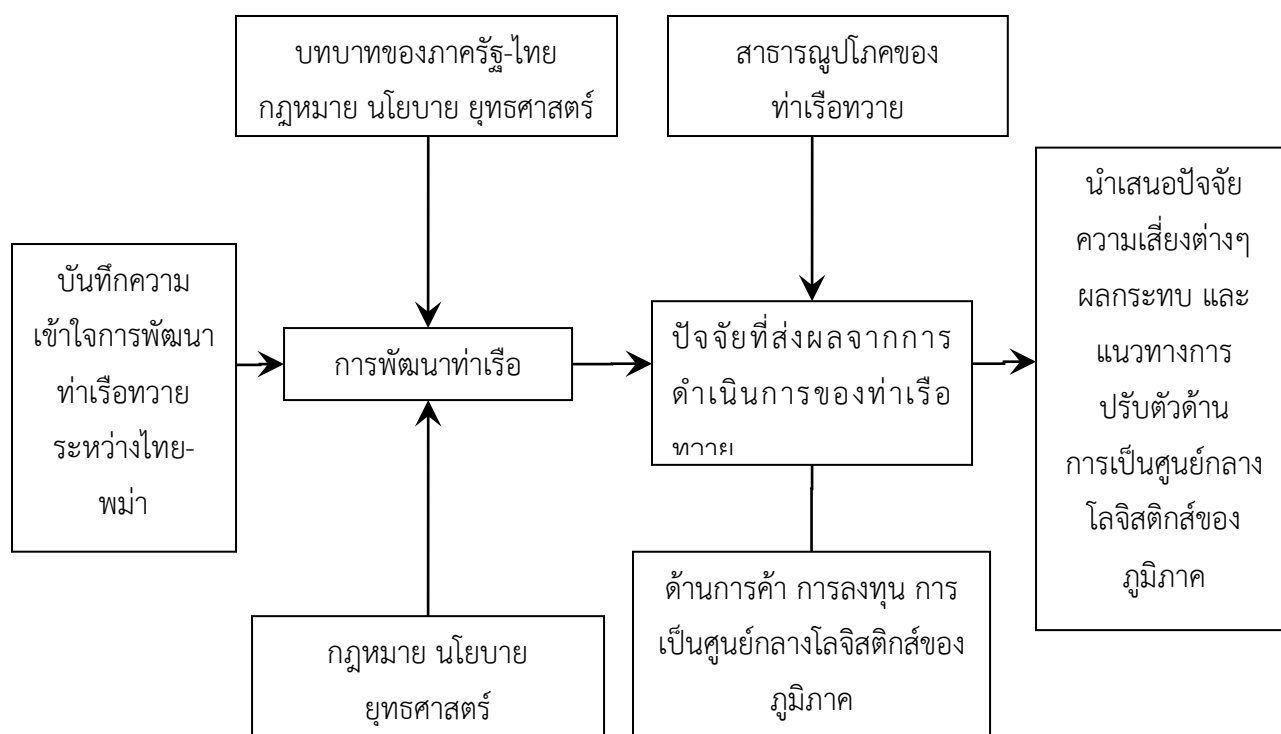 บทบาทของภาครัฐ-ไทย
กฎหมาย นโยบาย ยุทธศาสตร์
สาธารณูปโภคของ
ท่าเรือทวาย
บันทึกความ
เข้าใจการพัฒนา
ท่าเรือทวาย
ระหว่างไทย-
พม่า
การพัฒนาท่าเรือ
ปัจจัยที่ส่งผลจากการ
ดำเนินการของท่าเรือ
ทวาย
นำเสนอปัจจัย
ความเสี่ยงต่างๆ
ผลกระทบ และ
แนวทางการ
ปรับตัวด้าน
การเป็นศูนย์กลาง
โลจิสติกส์ของ
ภูมิภาค
กฎหมาย นโยบาย
ยุทธศาสตร์
ด้านการค้า การลงทุน การ
เป็นศูนย์กลางโลจิสติกส์ของ
ภูมิภาค